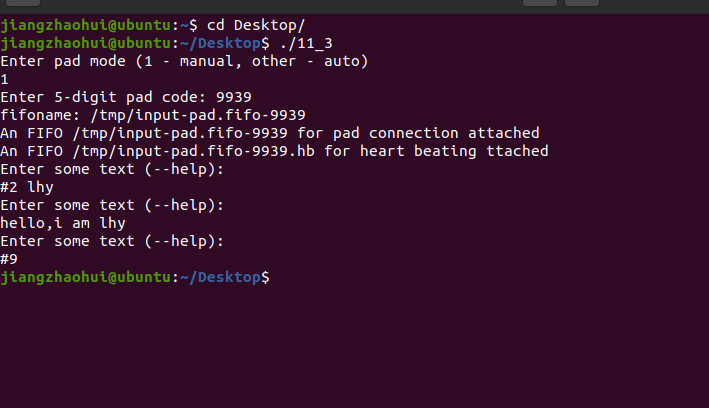 jiangzhaohui@ubuntu:~$ cd Desktop/
jiangzhaohui@ubuntu:~/Desktop$ ./11_3
Enter pad mode (1 - manual, other - auto)
1
Enter 5-digit pad code: 9939
fifoname: /tmp/input-pad.fifo-9939
An FIFO /tmp/input-pad.fifo-9939 for pad connection attached
An FIFO /tmp/input-pad.fifo-9939.hb for heart beating ttached
Enter some text (--help):
#2 lhy
Enter some text (--help):
hello,i am lhy
Enter some text (--help):
#9
jiangzhaohui@ubuntu:~/Desktop$